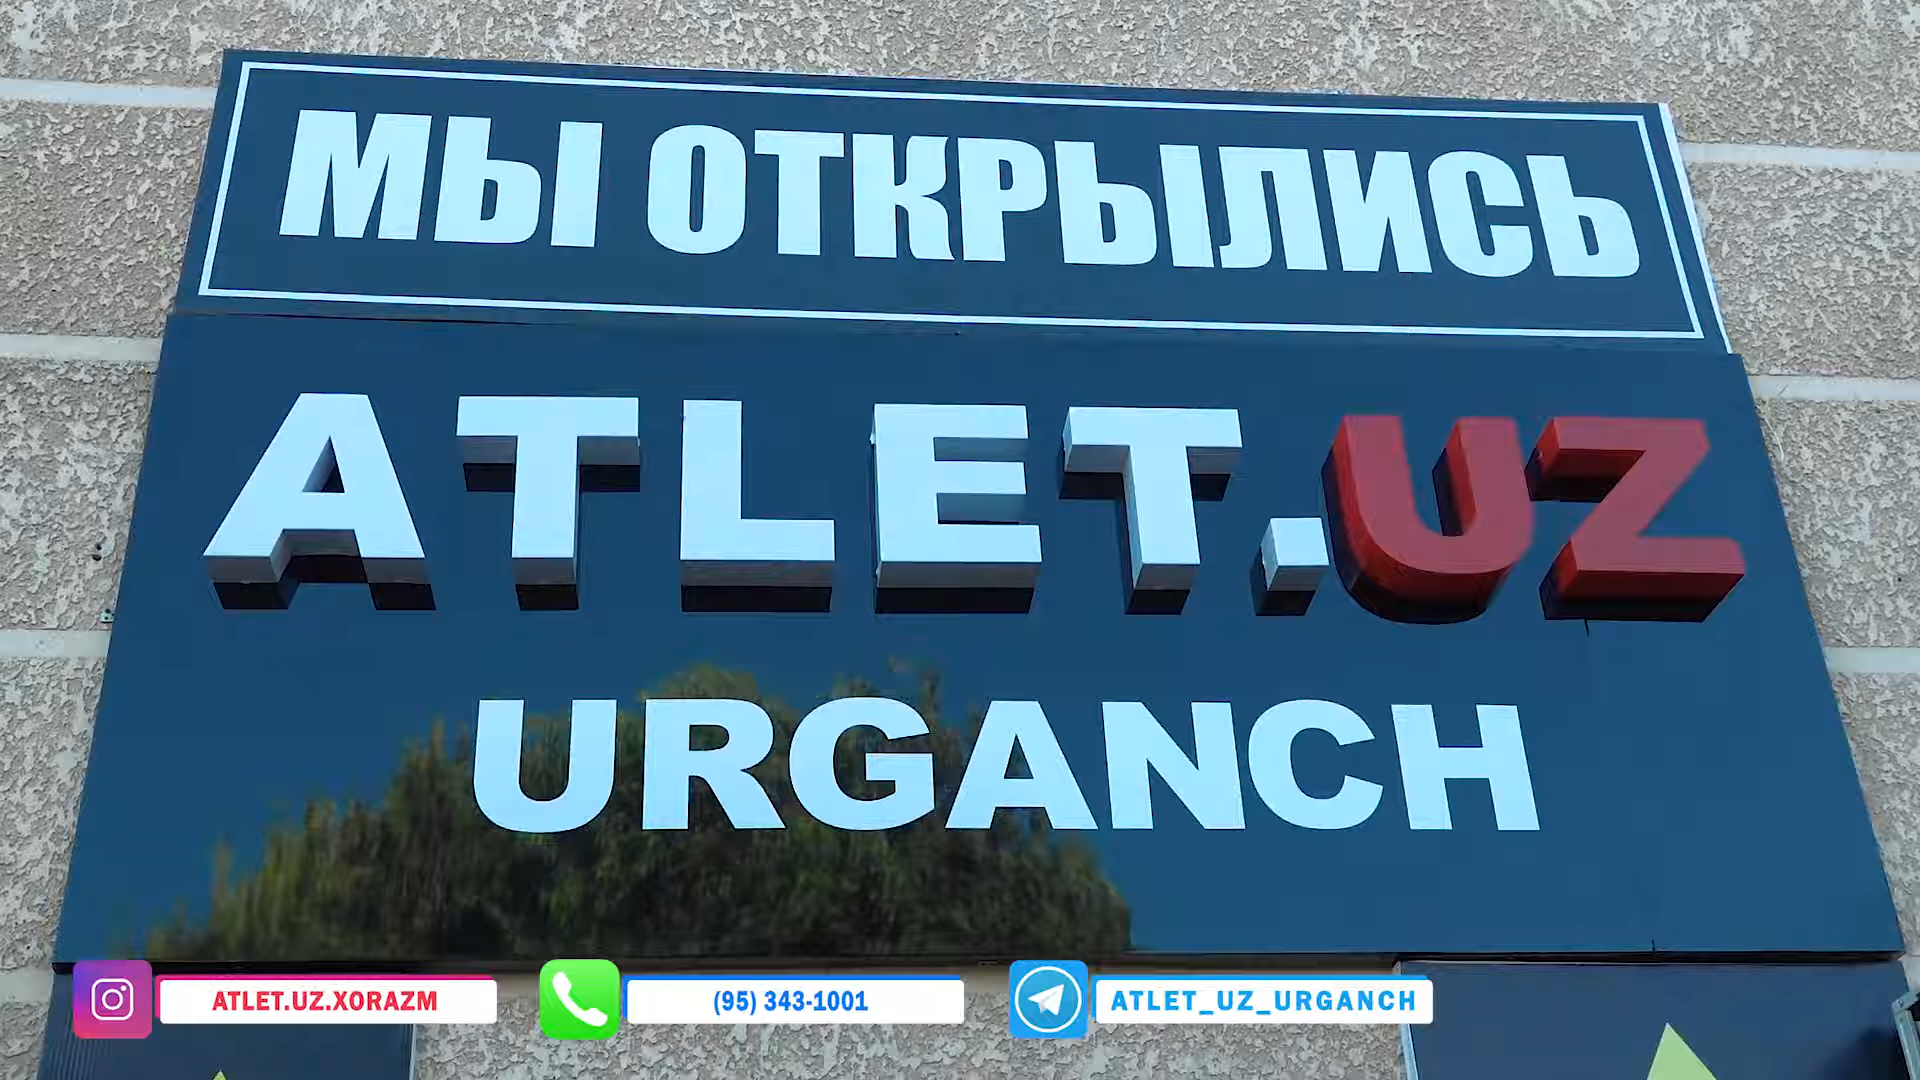 МЫ ОТКРЫЛИСЬ
ATLET.UZ
URGANCH
ATLET.UZ.XORAZM
(95) 343-1001
ATLET_UZ_URGANCH